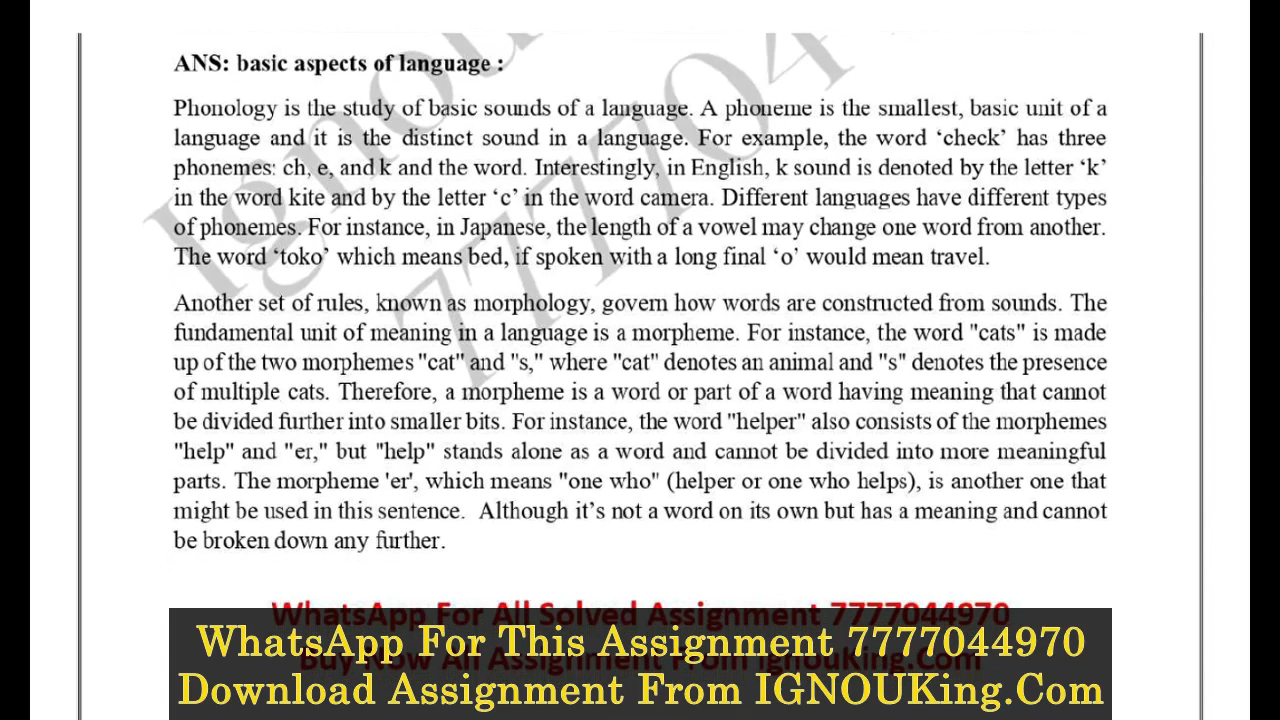 ANS: basic aspects of language :
Phonology is the study of basic sounds of a language. A phoneme is the smallest, basic unit of a
language and it is the distinct sound in a language. For example, the word ‘check’ has three
phonemes: ch, e, and k and the word. Interestingly, in English, k sound is denoted by the letter ‘k’
in the word kite and by the letter ‘c’ in the word camera. Different languages have different types
of phonemes. For instance, in Japanese, the length of a vowel may change one word from another.
The word ‘toko’ which means bed, if spoken with a long final ‘o’ would mean travel.
Another set of rules, known as morphology, govern how words are constructed from sounds. The
fundamental unit of meaning in a language is a morpheme. For instance, the word "cats" is made
up of the two morphemes "cat" and "s," where "cat" denotes an animal and "s" denotes the presence
of multiple cats. Therefore, a morpheme is a word or part of a word having meaning that cannot
be divided further into smaller bits. For instance, the word "helper" also consists of the morphemes
"help" and "er," but "help" stands alone as a word and cannot be divided into more meaningful
parts. The morpheme 'er', which means "one who" (helper or one who helps), is another one that
might be used in this sentence. Although it’s not a word on its own but has a meaning and cannot
be broken down any further.
WhatsApp For All Solved Assignment 7777044970
WhatsApp For This Assignment 7777044970
Buy Now All Assignment From IgnouKing.Com
Download Assignment From IGNOUKing.Com
Ignou
77704